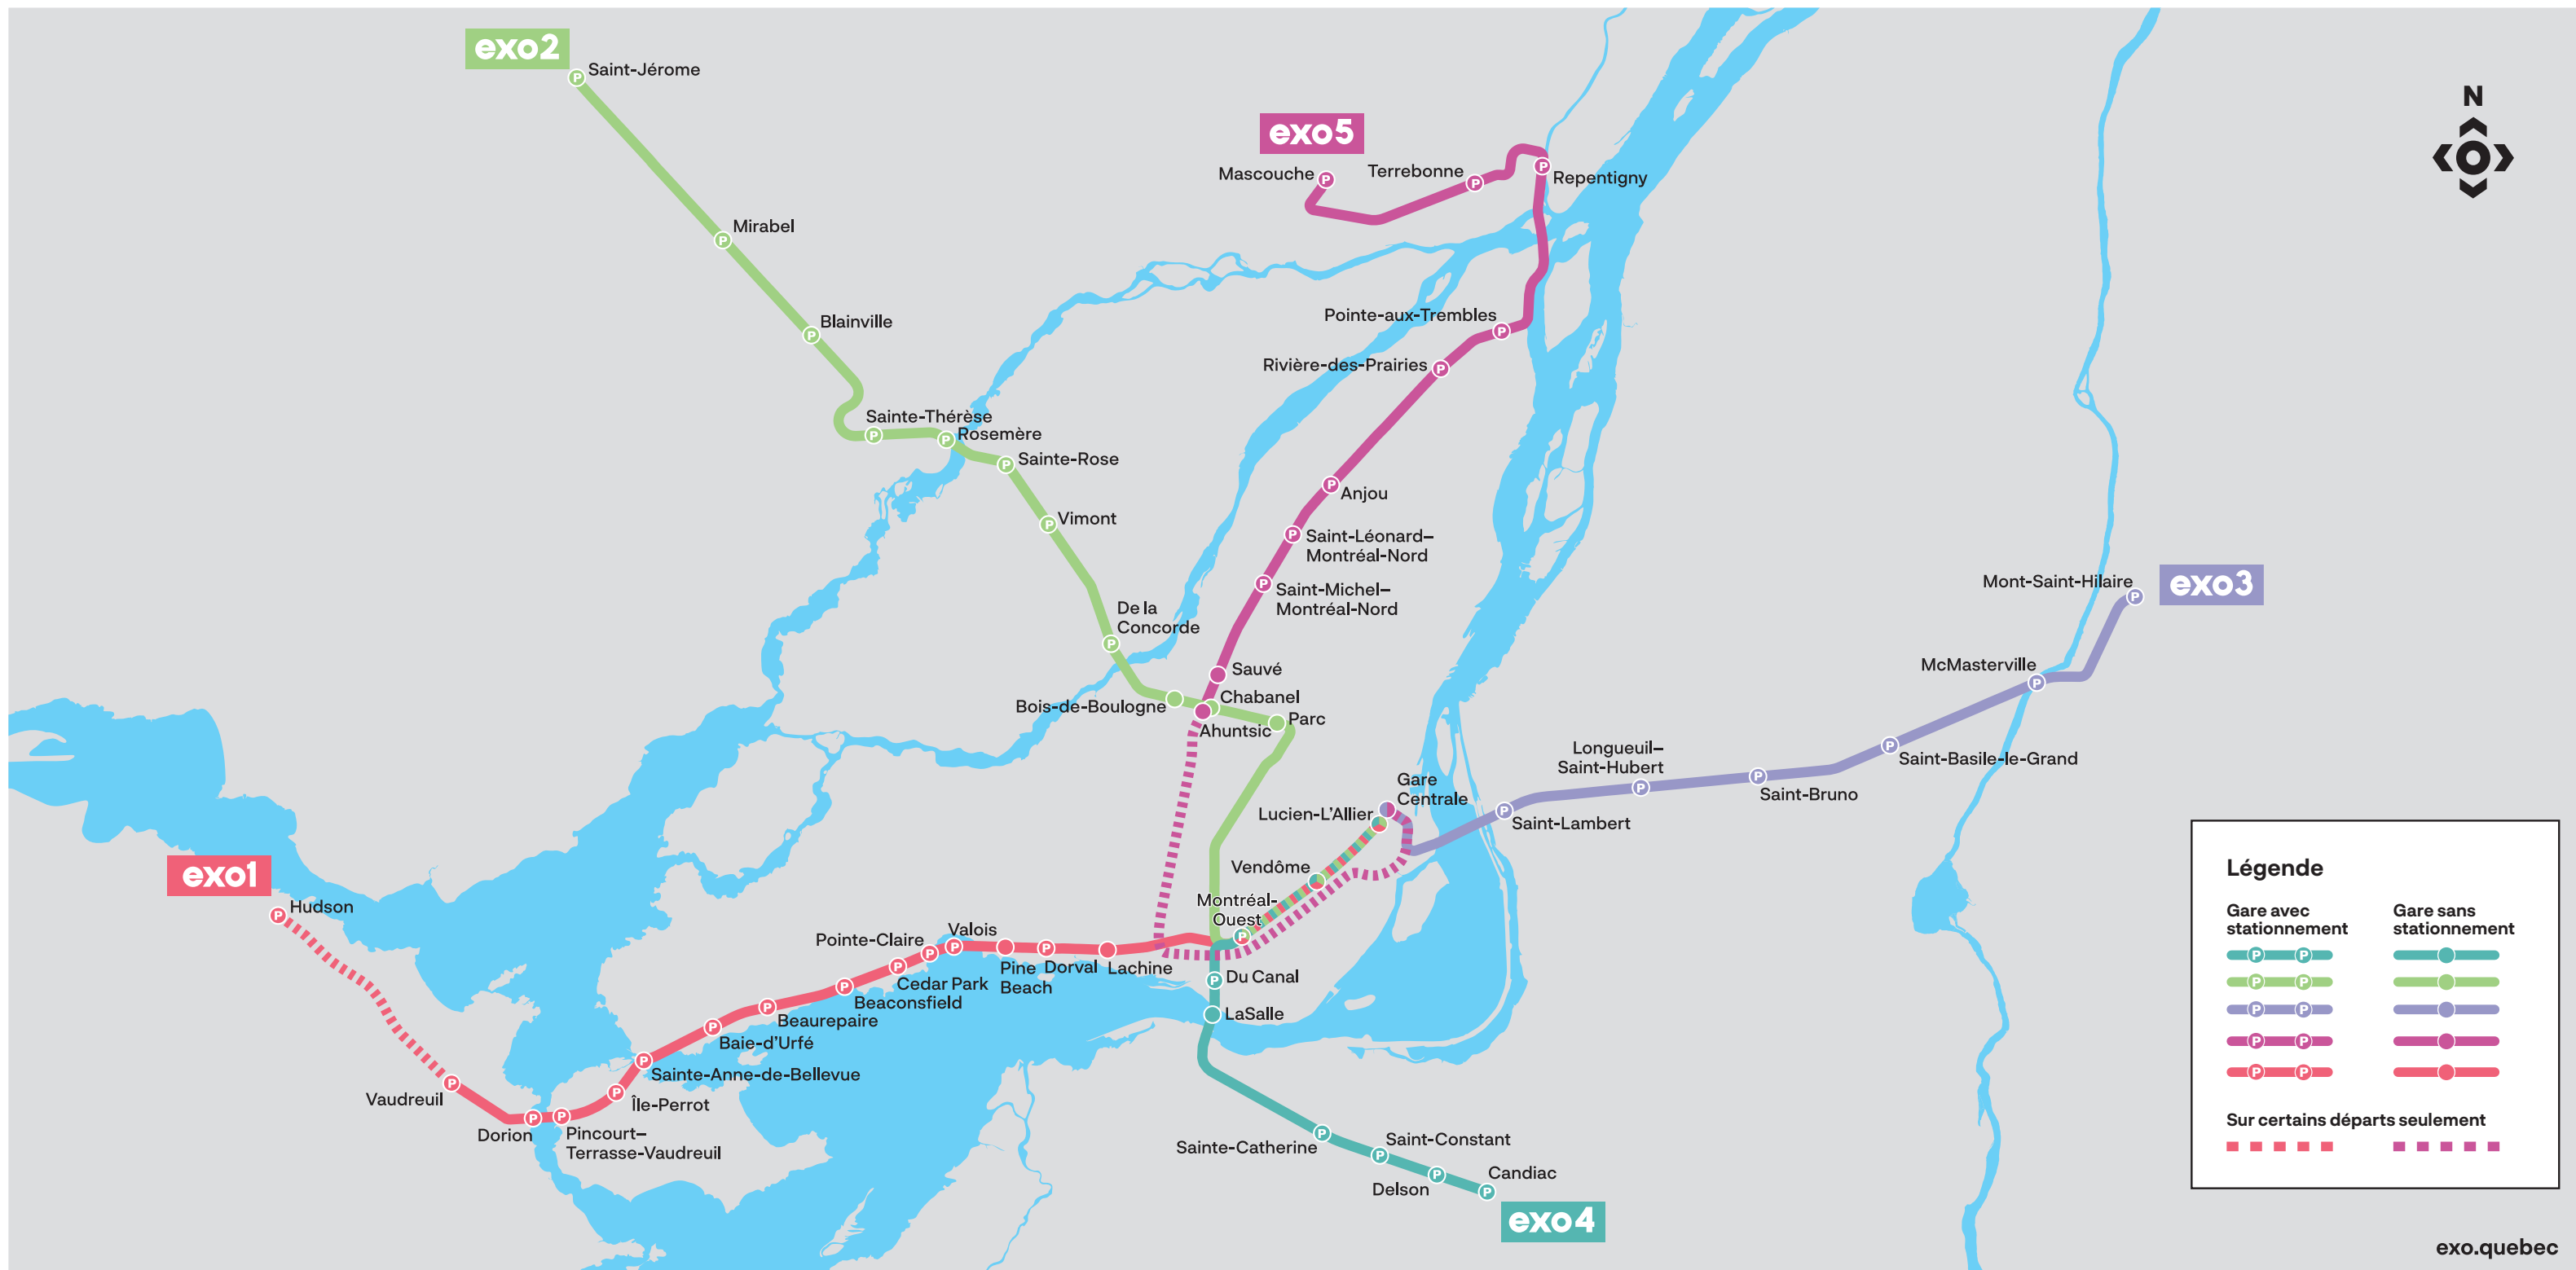 exo2
Saint-Jérome
Mirabel
Blainville
Sainte-Thérèse
Rosemère
Sainte-Rose
Vimont
De la
Concorde
Bois-de-Boulogne
Chabanel
Parc
exo5
Mascouche
Terrebonne
Repentigny
Pointe-aux-Trembles
Rivière-des-Prairies
Anjou
Saint-Léonard–
Montréal-Nord
Saint-Michel–
Montréal-Nord
Sauvé
Ahuntsic
N
exo3
Mont-Saint-Hilaire
McMasterville
Saint-Basile-le-Grand
Saint-Bruno
Longueuil–
Saint-Hubert
Saint-Lambert
Gare
Centrale
Lucien-L'Allier
Vendôme
Montréal-
Ouest
exo1
Hudson
Vaudreuil
Dorion
Pincourt–
Terrasse-Vaudreuil
Île-Perrot
Sainte-Anne-de-Bellevue
Baie-d'Urfé
Beaurepaire
Beaconsfield
Cedar Park
Pointe-Claire
Valois
Pine
Beach
Dorval
Lachine
Du Canal
LaSalle
Sainte-Catherine
Saint-Constant
Delson
Candiac
exo4
Légende
Gare avec
stationnement
Gare sans
stationnement
Sur certains départs seulement
exo.quebec